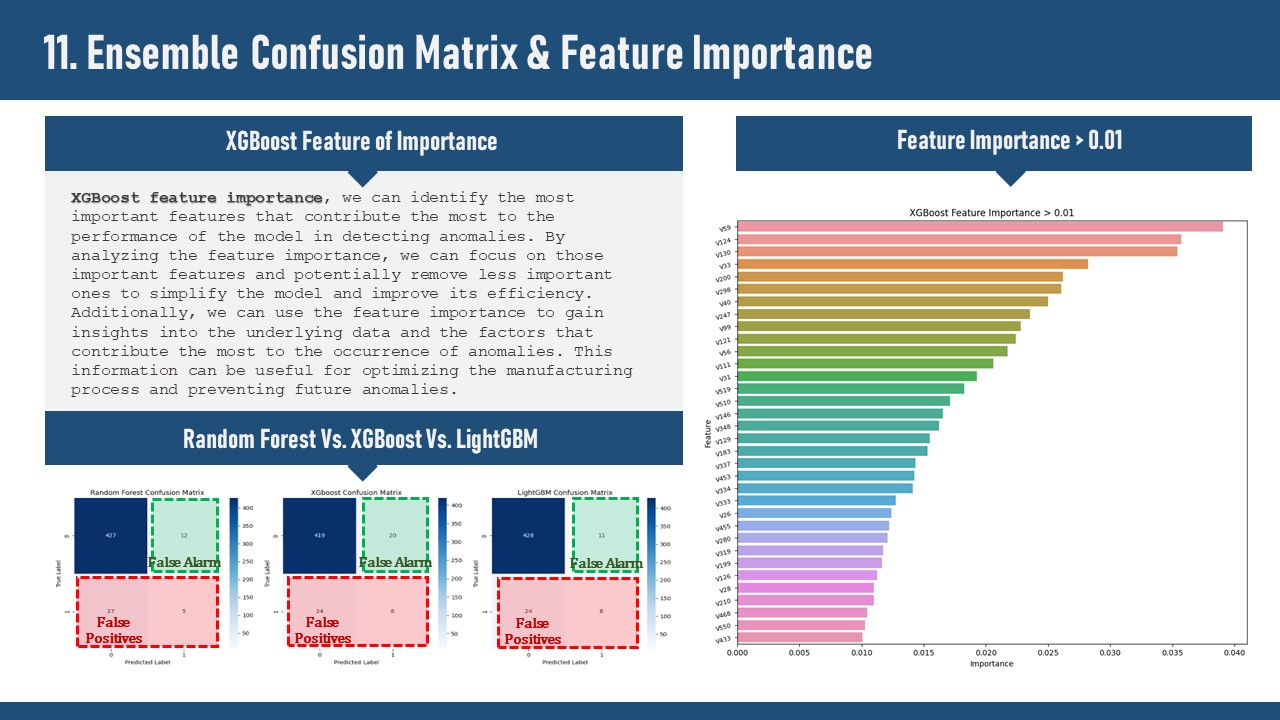 11. Ensemble Confusion Matrix & Feature Importance
XGBoost Feature of Importance
XGBoost feature importance, we can identify the most
important features that contribute the most to the
performance of the model in detecting anomalies. By
analyzing the feature importance, we can focus on those
important features and potentially remove less important
ones to simplify the model and improve its efficiency.
Additionally, we can use the feature importance to gain
insights into the underlying data and the factors that
contribute the most to the occurrence of anomalies. This
information can be useful for optimizing the manufacturing
process and preventing future anomalies.
Random Forest Vs. XGBoost Vs. LightGBM
Random Forest Confusion Matrix
427
12
False Alarm
27
5
False
Positives
0
1
0
1
True Label
Predicted Label
400
350
300
250
200
150
100
50
XGboost Confusion Matrix
419
20
False Alarm
24
8
False
Positives
0
1
0
1
True Label
Predicted Label
400
350
300
250
200
150
100
50
LightGBM Confusion Matrix
428
11
False Alarm
24
8
False
Positives
0
1
0
1
True Label
Predicted Label
400
350
300
250
200
150
100
50
Feature Importance > 0.01
XGBoost Feature Importance > 0.01
Feature
V59
V124
V130
V33
V200
V298
V40
V247
V99
V121
V56
V111
V31
V519
V510
V146
V348
V129
V183
V337
V453
V334
V333
V26
V455
V280
V319
V199
V126
V28
V210
V468
V550
V433
0.000
0.005
0.010
0.015
0.020
0.025
0.030
0.035
0.040
Importance